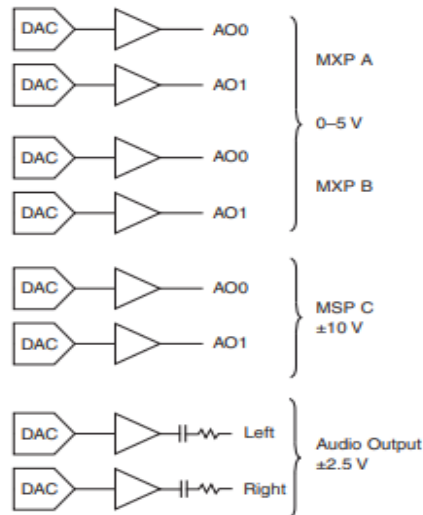 DAC AO0
DAC AO1
MXP A
0–5 V
DAC AO0
DAC AO1
MXP B
DAC AO0
DAC AO1
MSP C
±10 V
DAC Left
DAC Right
Audio Output
±2.5 V